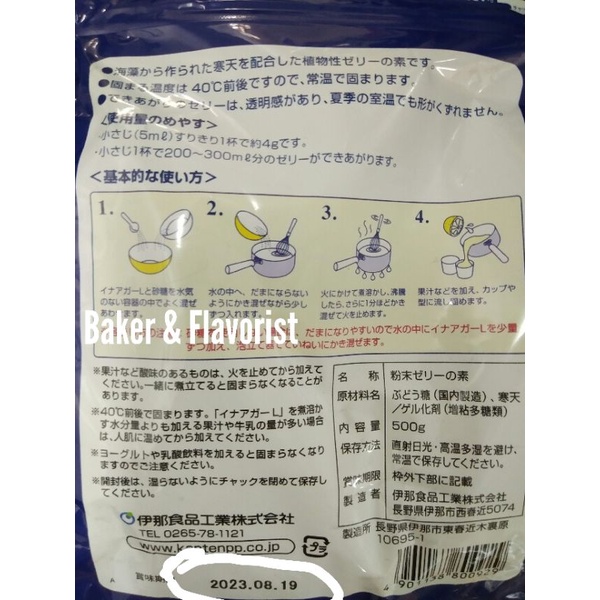 ●海藻から作られた寒天を配合した植物性ゼリーの素です。
●固まる温度は40℃前後ですので、常温で固まります。
●できあがったゼリーは、透明感があり、夏季の室温でも形がくずれません。
<使用量のめやす>
・小さじ(5mℓ)すりきり1杯で約4gです。
・小さじ1杯で200〜300mℓ分のゼリーができあがります。
<基本的な使い方>
1.
イナアガーLと砂糖を水気のない容器の中でよく混ぜ
2.
水の中へ、だまにならないようにかき混ぜながら少しずつ入れます。
3.
火にかけて煮溶かし、沸騰したら、さらに1分ほどかき混ぜて火を止めます。
4.
果汁などを加え、カップや型に流し固めます。
Baker & Flavorist
だまになりやすいので水の中にイナアガーLを少量
ずつ加え、泡立て器でていねいにかき混ぜます。
※果汁など酸味のあるものは、火を止めてから加えて
ください。一緒に煮立てると固まらなくなることが
あります。
※40℃前後で固まります。「イナアガーL」を煮溶か
す水分量よりも加える果汁や牛乳の量が多い場合
は、人肌に温めてから加えてください。
※ヨーグルトや乳酸飲料を加えると固まらなくなり
ますのでご注意ください。
※開封後は、湿らないようにチャックを閉めて保存し
てください。
名 称 粉末ゼリーの素
原材料名 ぶどう糖(国内製造)、寒天
/ゲル化剤(増粘多糖類)
内容量 500g
保存方法 直射日光・高温多湿を避け、
常温で保存してください。
賞味期限 枠外下部に記載
製造者 伊那食品工業株式会社
長野県伊那市西春近5074
製造所 長野県伊那市東春近木裏原
10695-1
伊那食品工業株式会社
TEL 0265-78-1121
www.kantenpp.co.jp
プラ
賞味期限
2023.08.19